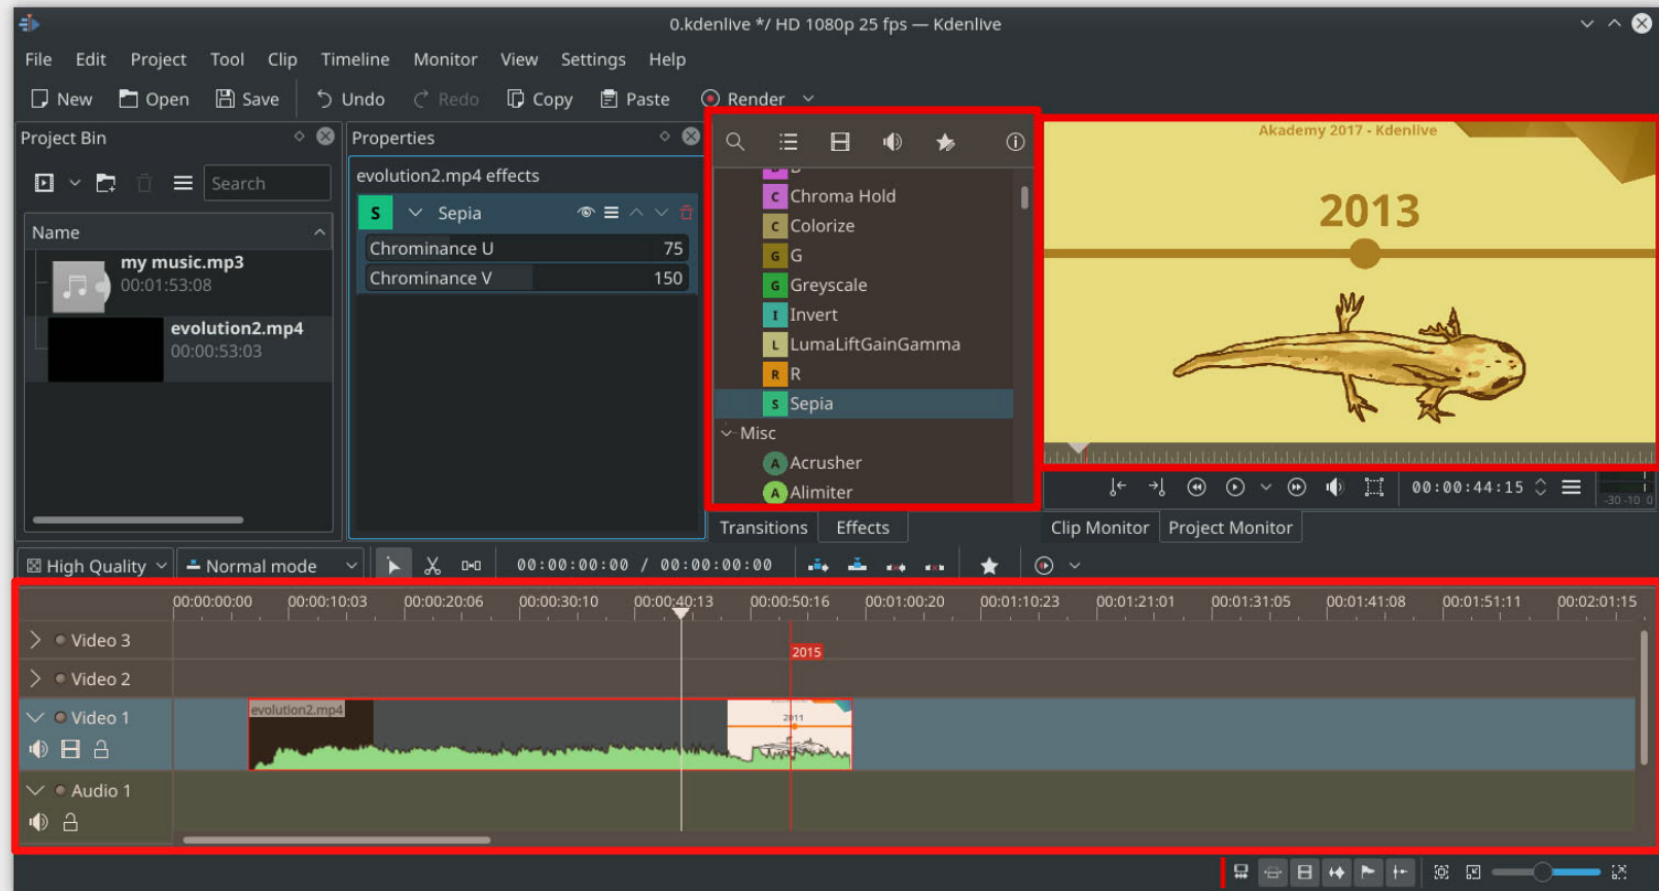 0.kdenlive */ HD 1080p 25 fps — Kdenlive
File Edit Project Tool Clip Timeline Monitor View Settings Help
New Open Save Undo Redo Copy Paste Render
Project Bin
Search
Name
my music.mp3
00:01:53:08
evolution2.mp4
00:00:53:03
Properties
evolution2.mp4 effects
S Sepia
Chrominance U 75
Chrominance V 150
B
C Chroma Hold
C Colorize
G G
G Greyscale
I Invert
L LumaLiftGainGamma
R R
S Sepia
Misc
A Acrusher
A Alimiter
Transitions Effects
Akademy 2017 - Kdenlive
2013
00:00:44:15
-30 -10 0
Clip Monitor Project Monitor
High Quality Normal mode 00:00:00:00 / 00:00:00:00
00:00:00:00 00:00:10:03 00:00:20:06 00:00:30:10 00:00:40:13 00:00:50:16 00:01:00:20 00:01:10:23 00:01:21:01 00:01:31:05 00:01:41:08 00:01:51:11 00:02:01:15
Video 3
2015
Video 2
Video 1
evolution2.mp4
2011
Audio 1